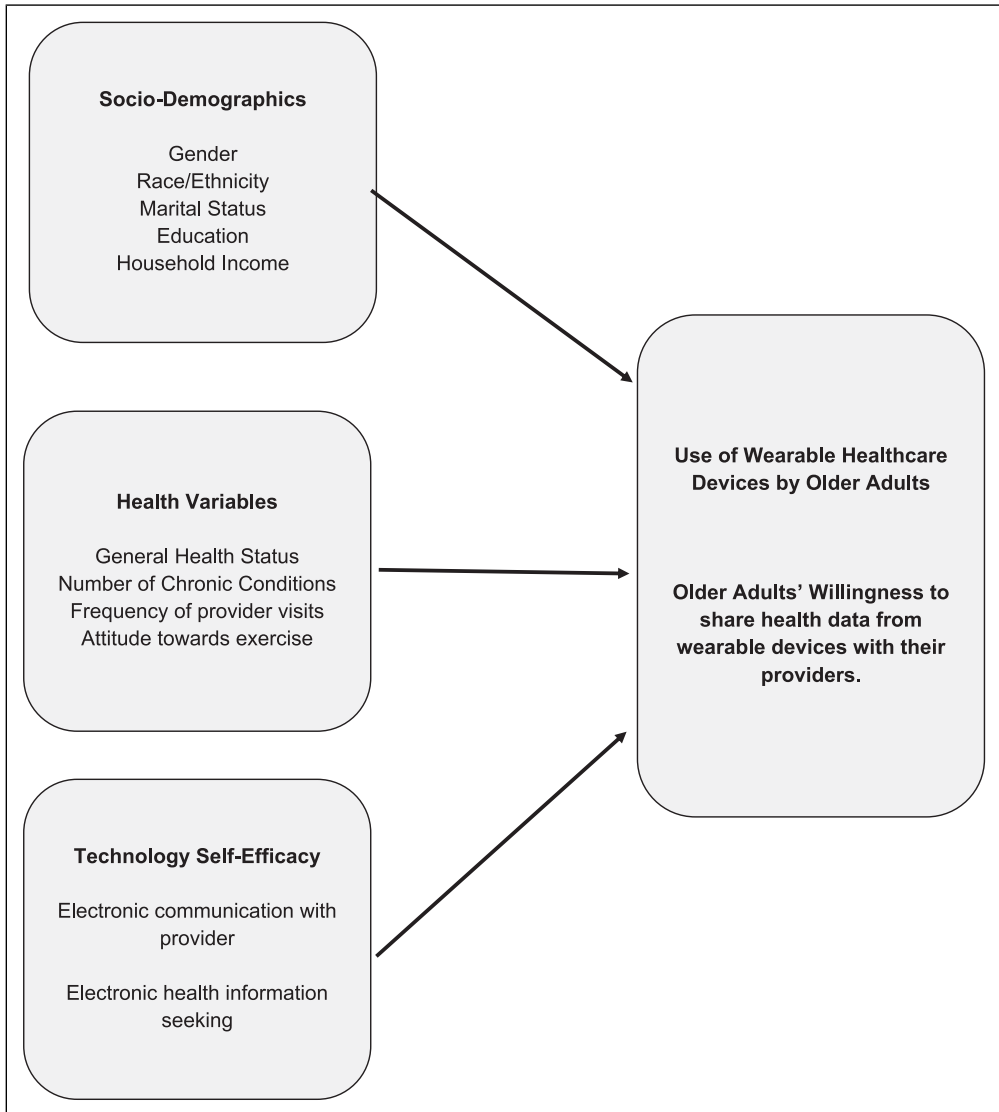 Socio-Demographics
Gender
Race/Ethnicity
Marital Status
Education
Household Income
Health Variables
General Health Status
Number of Chronic Conditions
Frequency of provider visits
Attitude towards exercise
Technology Self-Efficacy
Electronic communication with
provider
Electronic health information
seeking
Use of Wearable Healthcare
Devices by Older Adults
Older Adults’ Willingness to
share health data from
wearable devices with their
providers.